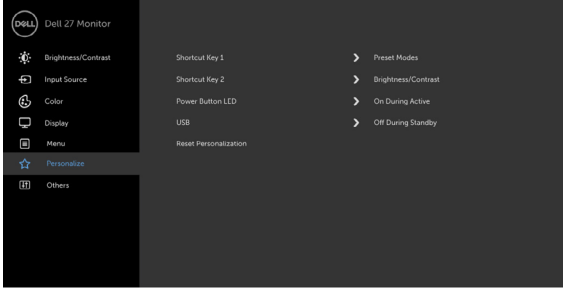 DELL Dell 27 Monitor
Brightness/Contrast Shortcut Key 1 Preset Modes
Input Source Shortcut Key 2 Brightness/Contrast
Color Power Button LED On During Active
Display USB Off During Standby
Menu Reset Personalization
Personalize
Others